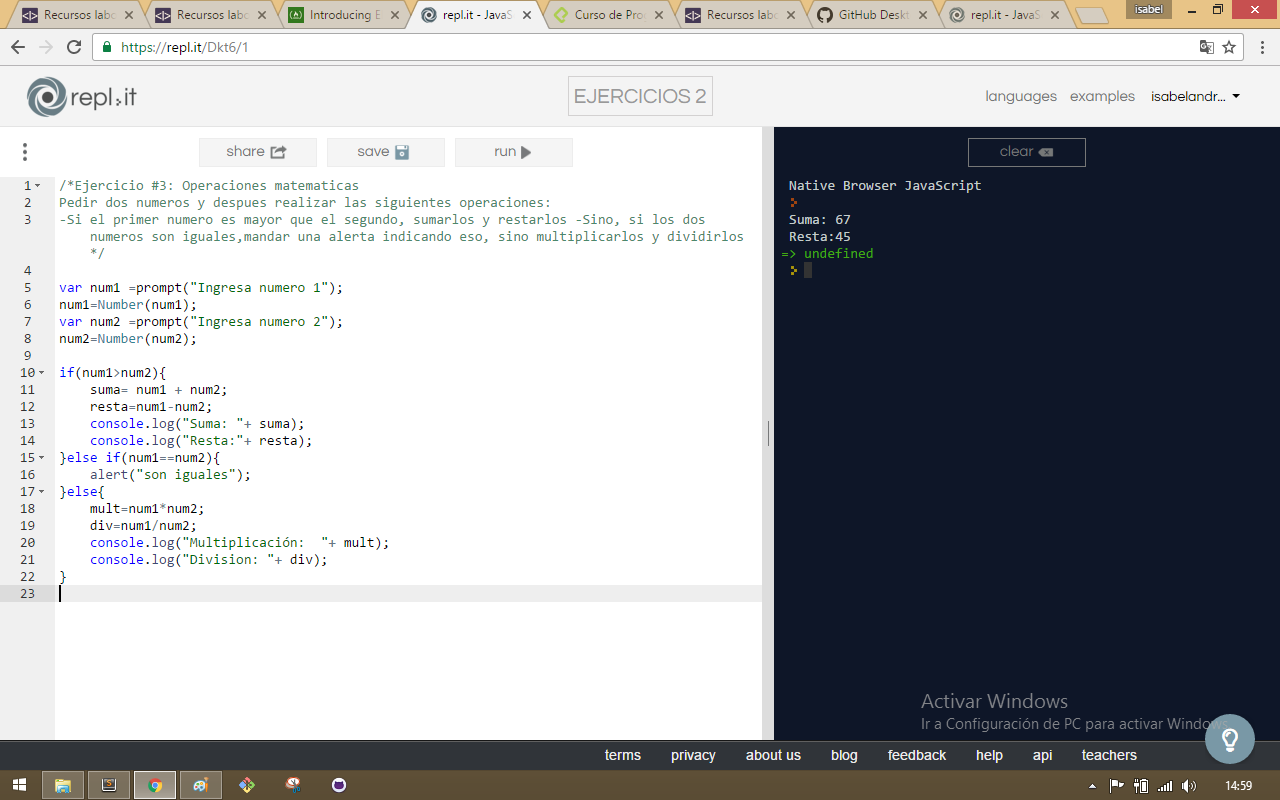 Recursos labo
Recursos labo
Introducing E
repl.it - JavaS
Curso de Pro
Recursos labo
GitHub Deskt
repl.it - JavaS
isabel
https://repl.it/Dkt6/1
repl.it
EJERCICIOS 2
languages examples isabelandr...
share save run
clear
1 /*Ejercicio #3: Operaciones matematicas
2 Pedir dos numeros y despues realizar las siguientes operaciones:
3 -Si el primer numero es mayor que el segundo, sumarlos y restarlos -Sino, si los dos
numeros son iguales,mandar una alerta indicando eso, sino multiplicarlos y dividirlos
*/
4
5 var num1 =prompt("Ingresa numero 1");
6 num1=Number(num1);
7 var num2 =prompt("Ingresa numero 2");
8 num2=Number(num2);
9
10 if(num1>num2){
11 suma= num1 + num2;
12 resta=num1-num2;
13 console.log("Suma: "+ suma);
14 console.log("Resta:"+ resta);
15 }else if(num1==num2){
16 alert("son iguales");
17 }else{
18 mult=num1*num2;
19 div=num1/num2;
20 console.log("Multiplicación:  "+ mult);
21 console.log("Division: "+ div);
22 }
23
Native Browser JavaScript
Suma: 67
Resta:45
=> undefined
Activar Windows
Ir a Configuración de PC para activar Windows.
terms privacy about us blog feedback help api teachers
14:59